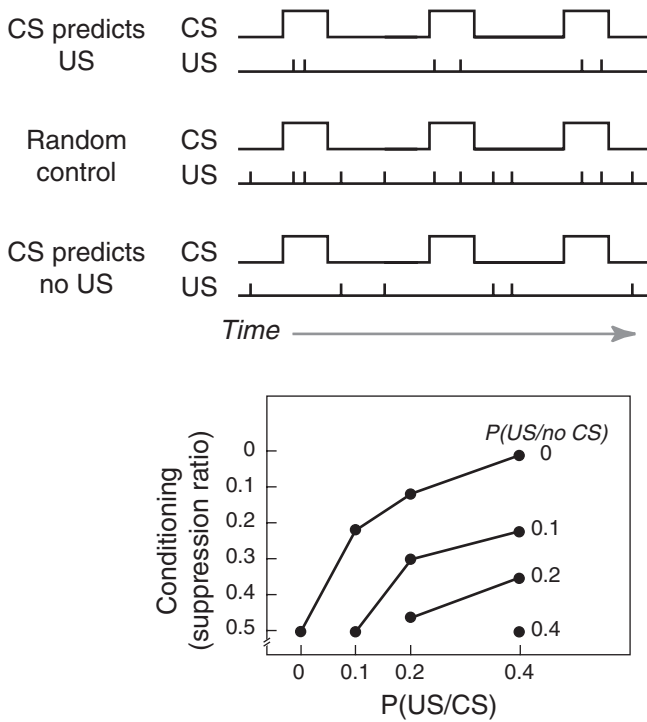 CS predicts
US
CS
US
Random
control
CS
US
CS predicts
no US
CS
US
Time
Conditioning
(suppression ratio)
P(US/no CS)
0
0
0.1
0.1
0.2
0.3
0.2
0.4
0.4
0.5
0 0.1 0.2 0.4
P(US/CS)